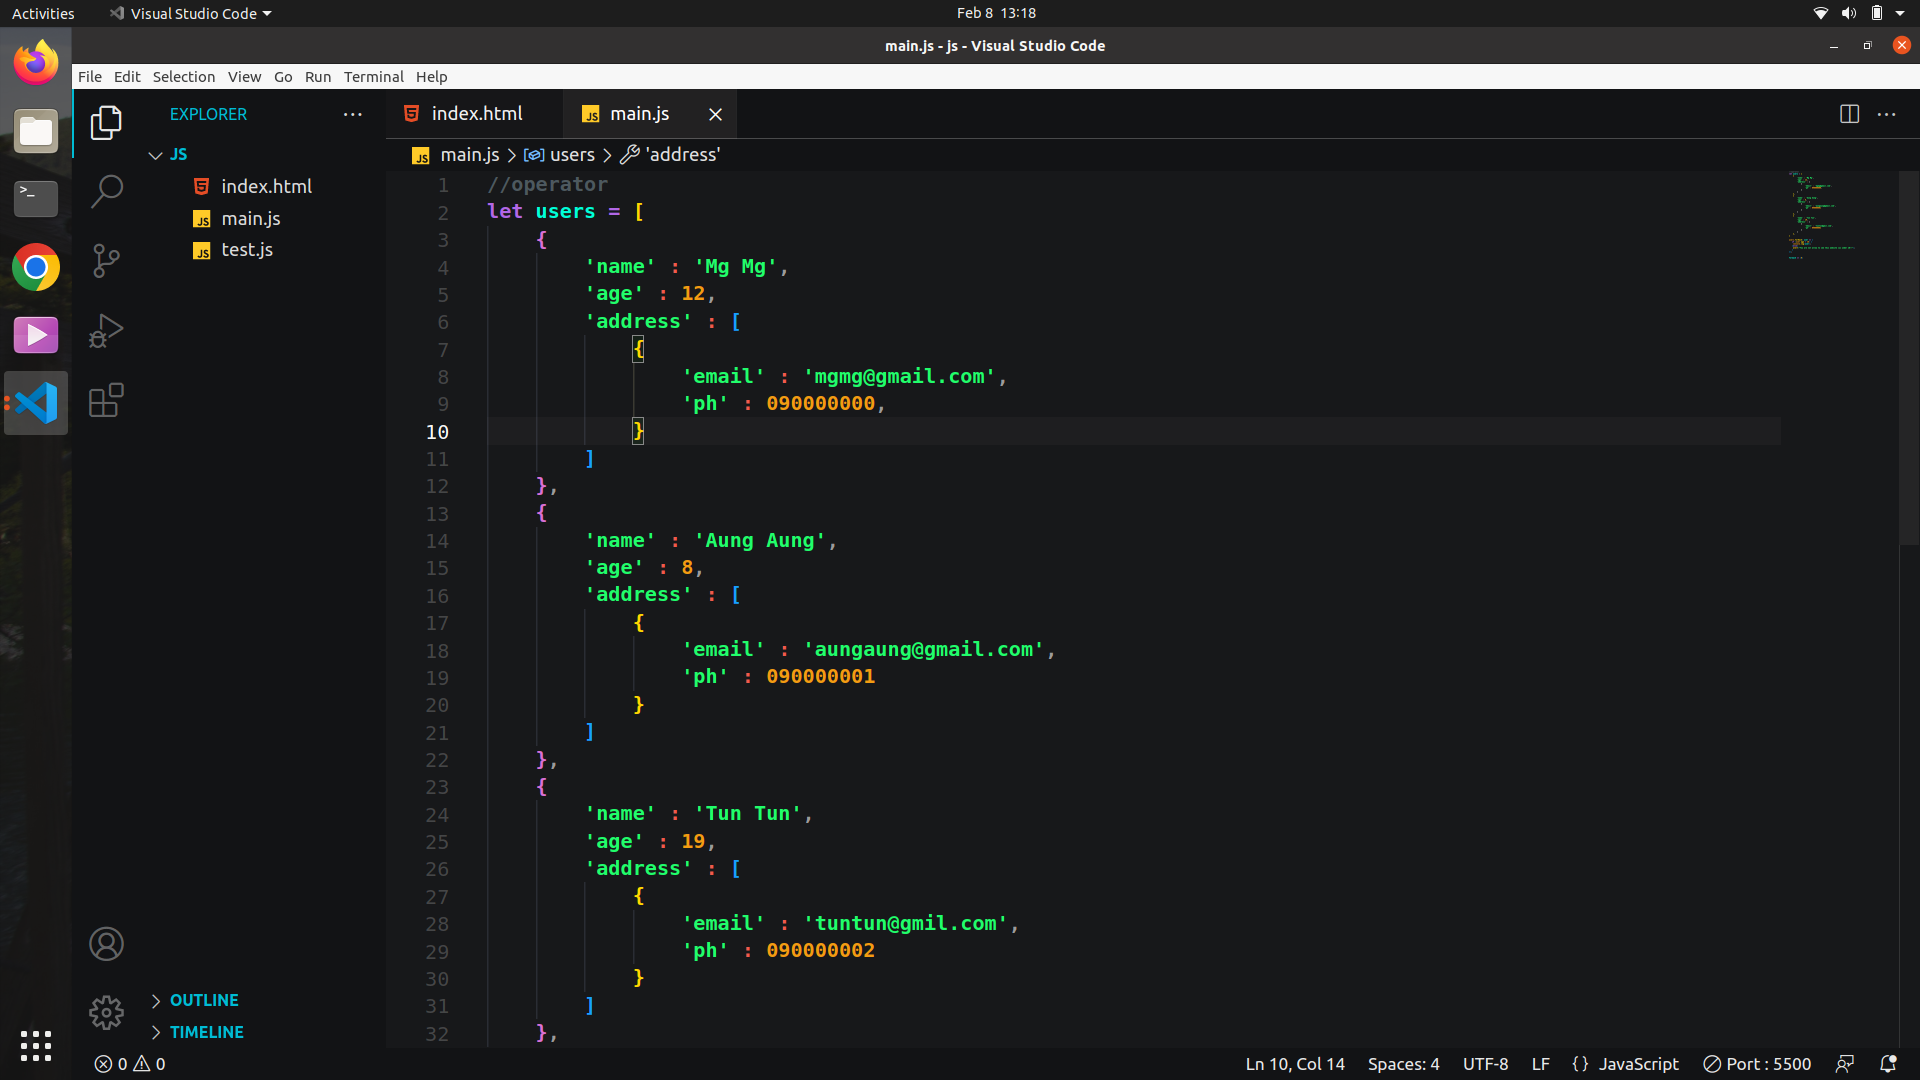 Activities Visual Studio Code Feb 8 13:18
main.js - js - Visual Studio Code
File Edit Selection View Go Run Terminal Help
EXPLORER
JS
index.html
main.js
test.js
OUTLINE
TIMELINE
index.html main.js
main.js users 'address'
1 //operator
2 let users = [
3 {
4 'name' : 'Mg Mg',
5 'age' : 12,
6 'address' : [
7 {
8 'email' : 'mgmg@gmail.com',
9 'ph' : 090000000,
10 }
11 ]
12 },
13 {
14 'name' : 'Aung Aung',
15 'age' : 8,
16 'address' : [
17 {
18 'email' : 'aungaung@gmail.com',
19 'ph' : 090000001
20 }
21 ]
22 },
23 {
24 'name' : 'Tun Tun',
25 'age' : 19,
26 'address' : [
27 {
28 'email' : 'tuntun@gmil.com',
29 'ph' : 090000002
30 }
31 ]
32 },
0 0 Ln 10, Col 14 Spaces: 4 UTF-8 LF {} JavaScript Port : 5500